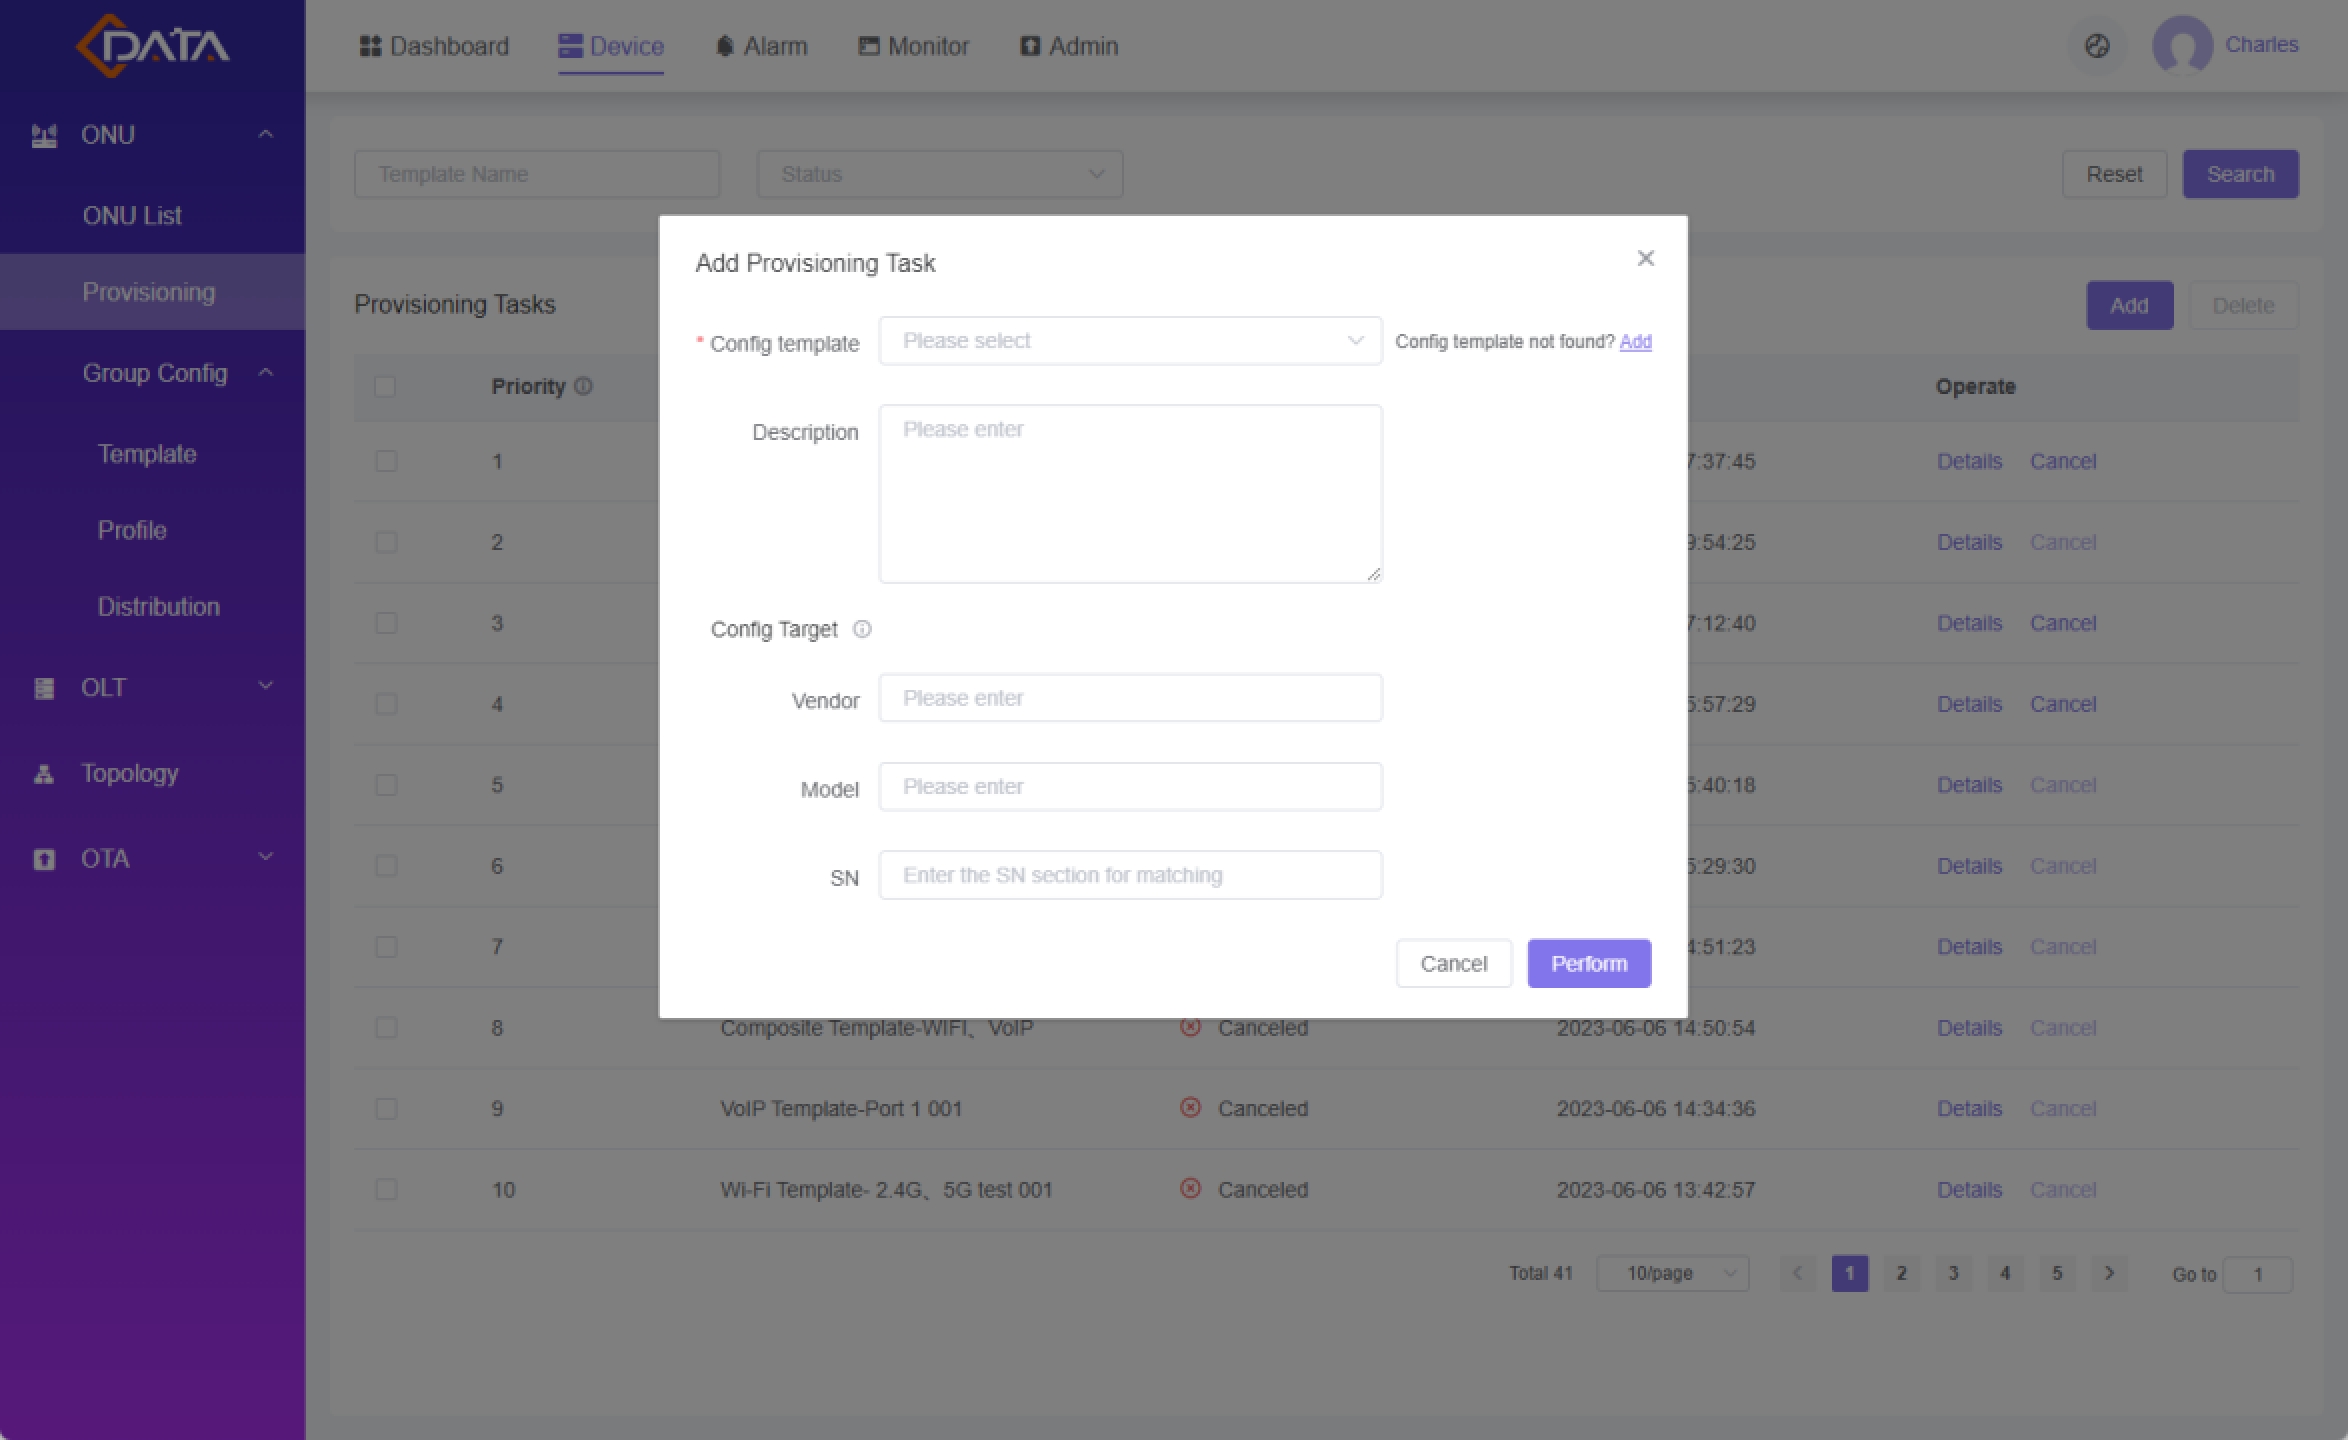 DATA
Dashboard Device Alarm Monitor Admin Charles
ONU
ONU List
Provisioning
Group Config
Template
Profile
Distribution
OLT
Topology
OTA
Template Name Status Reset Search
Provisioning Tasks Add Delete
Priority Operate
1 7:37:45 Details Cancel
2 9:54:25 Details Cancel
3 7:12:40 Details Cancel
4 5:57:29 Details Cancel
5 5:40:18 Details Cancel
6 5:29:30 Details Cancel
7 4:51:23 Details Cancel
8 Composite Template-WIFI、VoIP Canceled 2023-06-06 14:50:54 Details Cancel
9 VoIP Template-Port 1 001 Canceled 2023-06-06 14:34:36 Details Cancel
10 Wi-Fi Template- 2.4G、5G test 001 Canceled 2023-06-06 13:42:57 Details Cancel
Total 41 10/page 1 2 3 4 5 Go to 1
Add Provisioning Task
* Config template Please select Config template not found? Add
Description Please enter
Config Target
Vendor Please enter
Model Please enter
SN Enter the SN section for matching
Cancel Perform